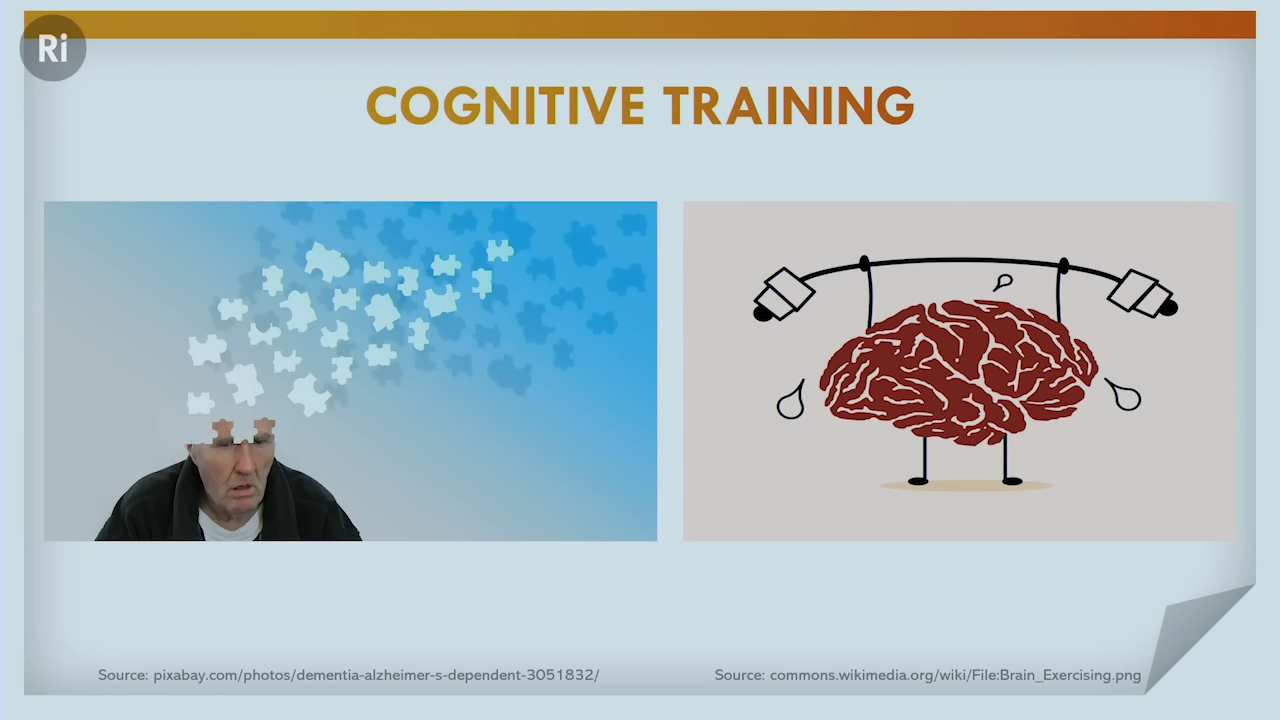 Ri
COGNITIVE TRAINING
Source: pixabay.com/photos/dementia-alzheimer-s-dependent-3051832/
Source: commons.wikimedia.org/wiki/File:Brain_Exercising.png